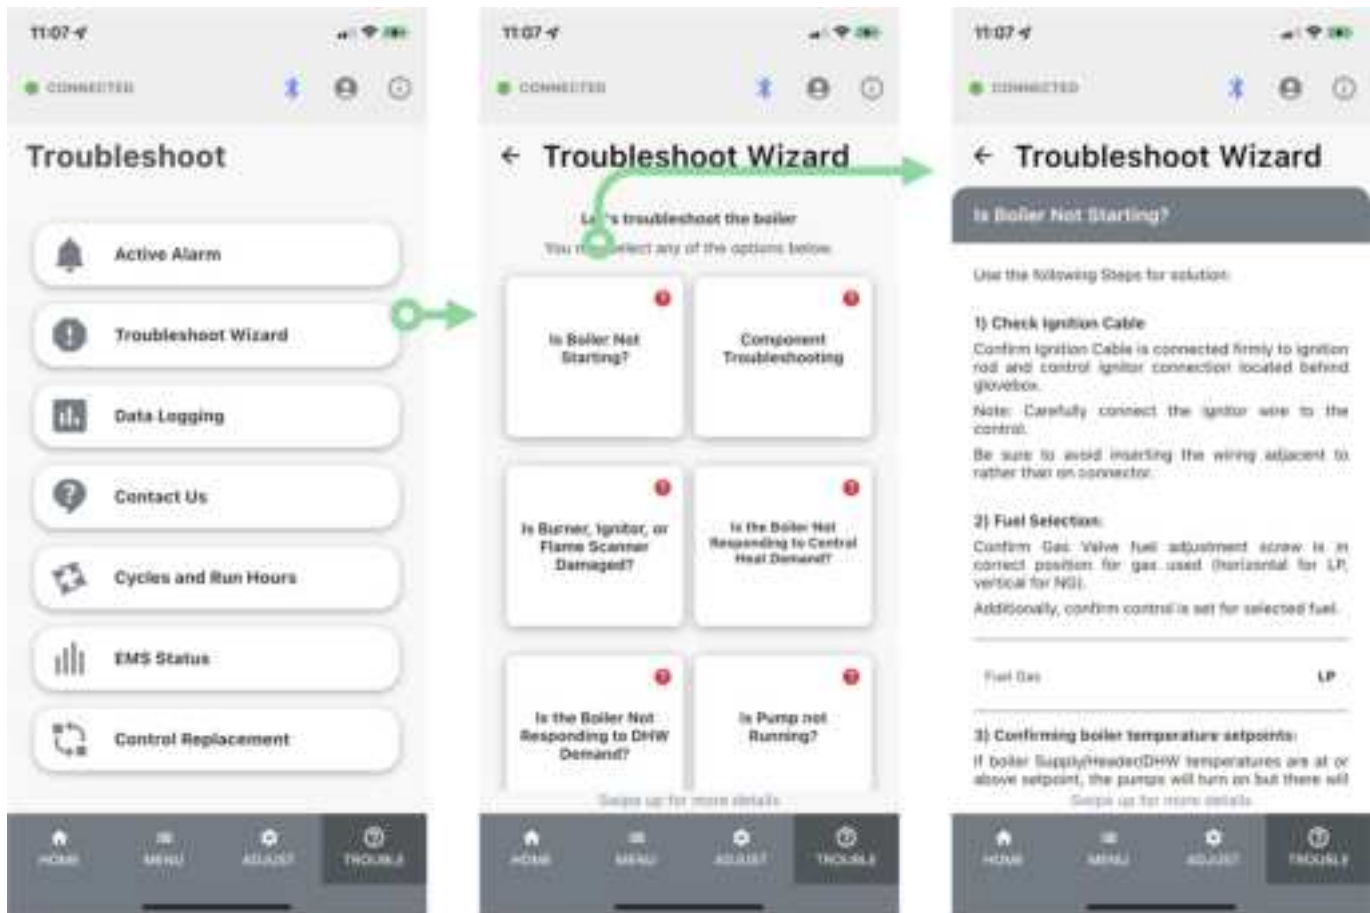 11:07
CONNECTED
Troubleshoot
Active Alarm
Troubleshoot Wizard
Data Logging
Contact Us
Cycles and Run Hours
EMS Status
Control Replacement
HOME
MENU
ADJUST
TROUBLE
11:07
CONNECTED
Troubleshoot Wizard
Let's troubleshoot the boiler
You may select any of the options below.
Is Boiler Not
Starting?
Component
Troubleshooting
Is Burner, Ignitor, or
Flame Scanner
Damaged?
Is the Boiler Not
Responding to Central
Heat Demand?
Is the Boiler Not
Responding to DHW
Demand?
Is Pump not
Running?
Swipe up for more details
HOME
MENU
ADJUST
TROUBLE
11:07
CONNECTED
Troubleshoot Wizard
Is Boiler Not Starting?
Use the following Steps for solution:
1) Check Ignition Cable
Confirm Ignition Cable is connected firmly to ignition
rod and control ignitor connection located behind
glovebox.
Note: Carefully connect the ignitor wire to the
control.
Be sure to avoid inserting the wiring adjacent to
rather than on connector.
2) Fuel Selection:
Confirm Gas Valve fuel adjustment screw is in
correct position for gas used (horizontal for LP,
vertical for NG).
Additionally, confirm control is set for selected fuel.
Fuel Gas
LP
3) Confirming boiler temperature setpoints:
If boiler Supply/Header/DHW temperatures are at or
above setpoint, the pumps will turn on but there will
Swipe up for more details
HOME
MENU
ADJUST
TROUBLE